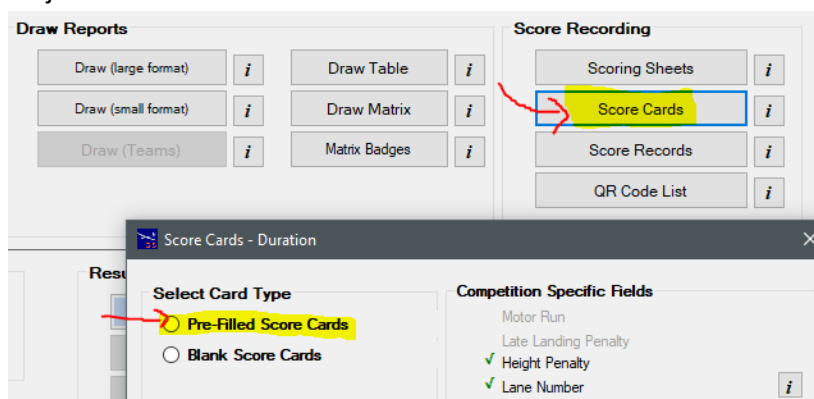 Draw Reports
Score Recording
Draw (large format) i Draw Table i Scoring Sheets i
Draw (small format) i Draw Matrix i Score Cards i
Draw (Teams) i Matrix Badges i Score Records i
QR Code List i
Score Cards - Duration
Select Card Type
Pre-Filled Score Cards
Blank Score Cards
Competition Specific Fields
Motor Run
Late Landing Penalty
Height Penalty
Lane Number i